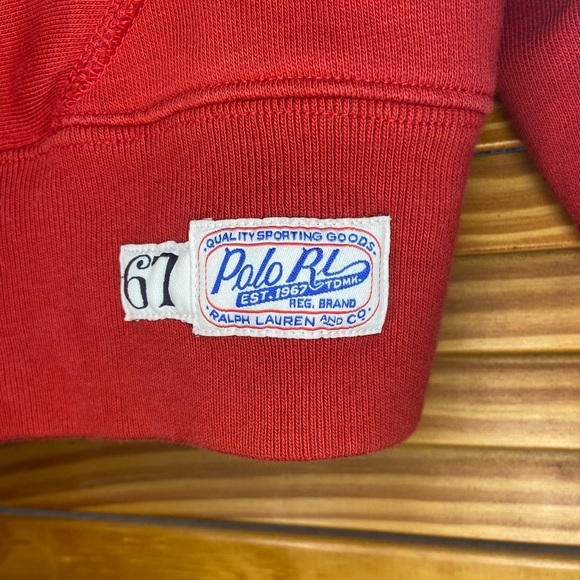 67
QUALITY SPORTING GOODS.
Polo RL
EST. 1967 TDMK.
REG. BRAND
RALPH LAUREN AND CO.